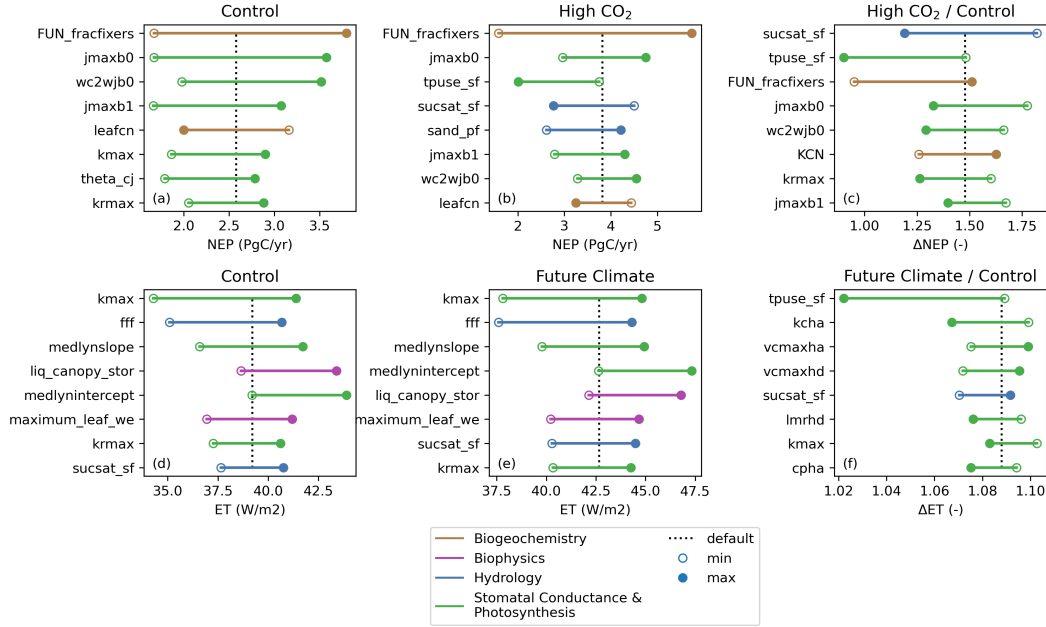 Control
FUN_fracfixers
jmaxb0
wc2wjb0
jmaxb1
leafcn
kmax
theta_cj
krmax
(a)
2.0 2.5 3.0 3.5
NEP (PgC/yr)
High CO₂
FUN_fracfixers
jmaxb0
tpuse_sf
sucsat_sf
sand_pf
jmaxb1
wc2wjb0
leafcn
(b)
2 3 4 5
NEP (PgC/yr)
High CO₂ / Control
sucsat_sf
tpuse_sf
FUN_fracfixers
jmaxb0
wc2wjb0
KCN
krmax
jmaxb1
(c)
1.00 1.25 1.50 1.75
ΔNEP (-)
Control
kmax
fff
medlynslope
liq_canopy_stor
medlynintercept
maximum_leaf_we
krmax
sucsat_sf
(d)
35.0 37.5 40.0 42.5
ET (W/m2)
Future Climate
kmax
fff
medlynslope
medlynintercept
liq_canopy_stor
maximum_leaf_we
sucsat_sf
krmax
(e)
37.5 40.0 42.5 45.0 47.5
ET (W/m2)
Future Climate / Control
tpuse_sf
kcha
vcmaxha
vcmaxhd
sucsat_sf
lmrhd
kmax
cpha
(f)
1.02 1.04 1.06 1.08 1.10
ΔET (-)
Biogeochemistry
Biophysics
Hydrology
Stomatal Conductance &
Photosynthesis
default
min
max